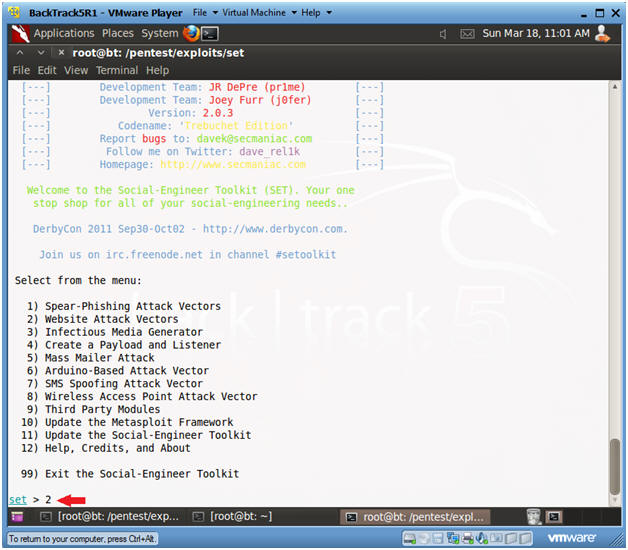 BackTrack5R1 - VMware Player File Virtual Machine Help
Applications Places System Sun Mar 18, 11:01 AM
root@bt: /pentest/exploits/set
File Edit View Terminal Help
[---] Development Team: JR DePre (pr1me) [---]
[---] Development Team: Joey Furr (j0fer) [---]
[---] Version: 2.0.3 [---]
[---] Codename: 'Trebuchet Edition' [---]
[---] Report bugs to: davek@secmaniac.com [---]
[---] Follow me on Twitter: dave_rel1k [---]
[---] Homepage: http://www.secmaniac.com [---]
Welcome to the Social-Engineer Toolkit (SET). Your one
stop shop for all of your social-engineering needs..
DerbyCon 2011 Sep30-Oct02 - http://www.derbycon.com.
Join us on irc.freenode.net in channel #setoolkit
Select from the menu:
1) Spear-Phishing Attack Vectors
2) Website Attack Vectors
3) Infectious Media Generator
4) Create a Payload and Listener
5) Mass Mailer Attack
6) Arduino-Based Attack Vector
7) SMS Spoofing Attack Vector
8) Wireless Access Point Attack Vector
9) Third Party Modules
10) Update the Metasploit Framework
11) Update the Social-Engineer Toolkit
12) Help, Credits, and About
99) Exit the Social-Engineer Toolkit
set > 2
[root@bt: /pentest/exp... [root@bt: ~] root@bt: /pentest/expl...
To return to your computer, press Ctrl+Alt. vmware